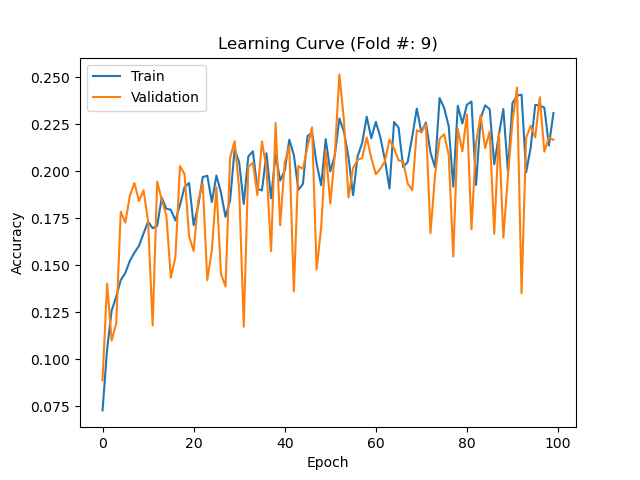 Learning Curve (Fold #: 9)
Train
Validation
0.250
0.225
0.200
0.175
0.150
0.125
0.100
0.075
Accuracy
0 20 40 60 80 100
Epoch